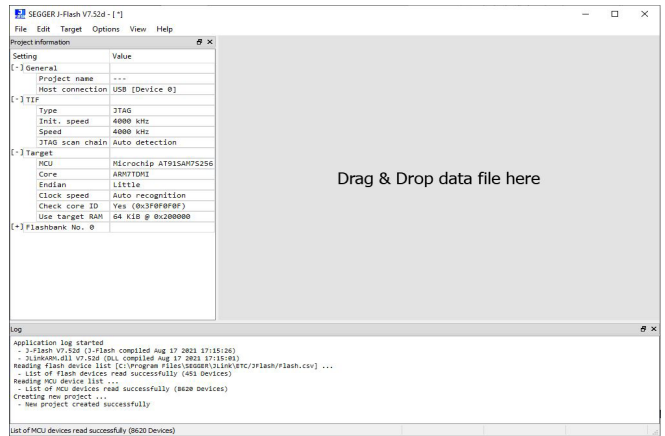 SEGGER J-Flash V7.52d - [ *]
File Edit Target Options View Help
Project information
Setting Value
[-] General
Project name ---
Host connection USB [Device 0]
[-] TIF
Type JTAG
Init. speed 4000 kHz
Speed 4000 kHz
JTAG scan chain Auto detection
[-] Target
MCU Microchip AT91SAM7S256
Core ARM7TDMI
Endian Little
Clock speed Auto recognition
Check core ID Yes (0x3F0F0F0F)
Use target RAM 64 KiB @ 0x200000
[+] Flashbank No. 0
Drag & Drop data file here
Log
Application log started
- J-Flash V7.52d (J-Flash compiled Aug 17 2021 17:15:26)
- JLinkARM.dll V7.52d (DLL compiled Aug 17 2021 17:15:01)
Reading flash device list [C:\Program Files\SEGGER\JLink\ETC/JFlash/Flash.csv] ...
- List of flash devices read successfully (451 Devices)
Reading MCU device list ...
- List of MCU devices read successfully (8620 Devices)
Creating new project ...
- New project created successfully
List of MCU devices read successfully (8620 Devices)